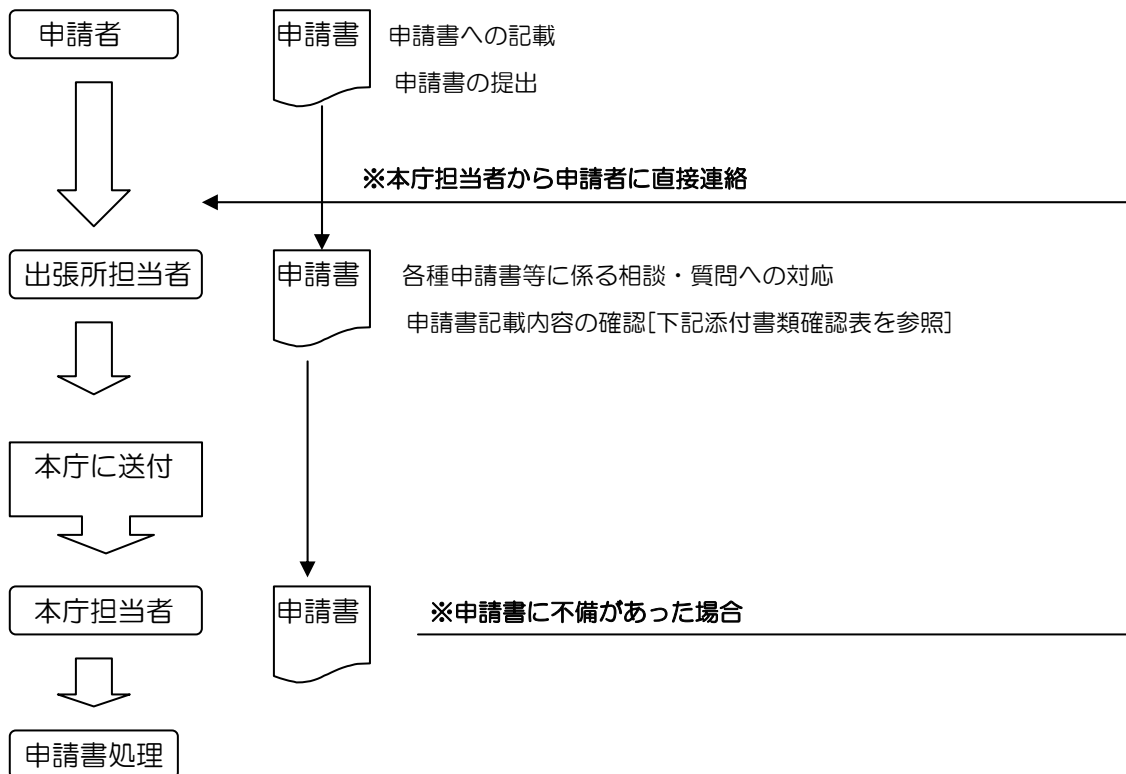 申請者
申請書
申請書への記載
申請書の提出
※本庁担当者から申請者に直接連絡
出張所担当者
申請書
各種申請書等に係る相談・質問への対応
申請書記載内容の確認[下記添付書類確認表を参照]
本庁に送付
本庁担当者
申請書
※申請書に不備があった場合
申請書処理